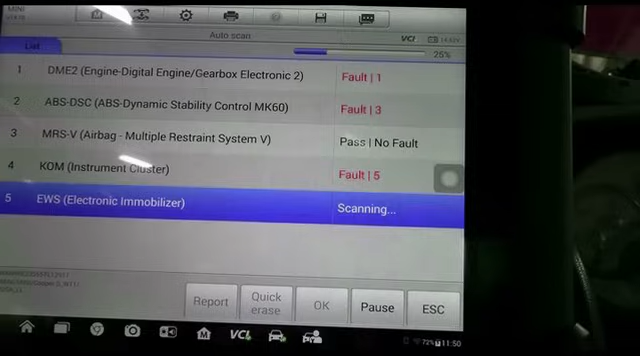 MINI
Auto scan
VCI
List
25%
1 DME2 (Engine-Digital Engine/Gearbox Electronic 2) Fault | 1
2 ABS-DSC (ABS-Dynamic Stability Control MK60) Fault | 3
3 MRS-V (Airbag - Multiple Restraint System V) Pass | No Fault
4 KOM (Instrument Cluster) Fault | 5
5 EWS (Electronic Immobilizer) Scanning...
Report
Quick erase
OK
Pause
ESC
VCI
72% 11:50